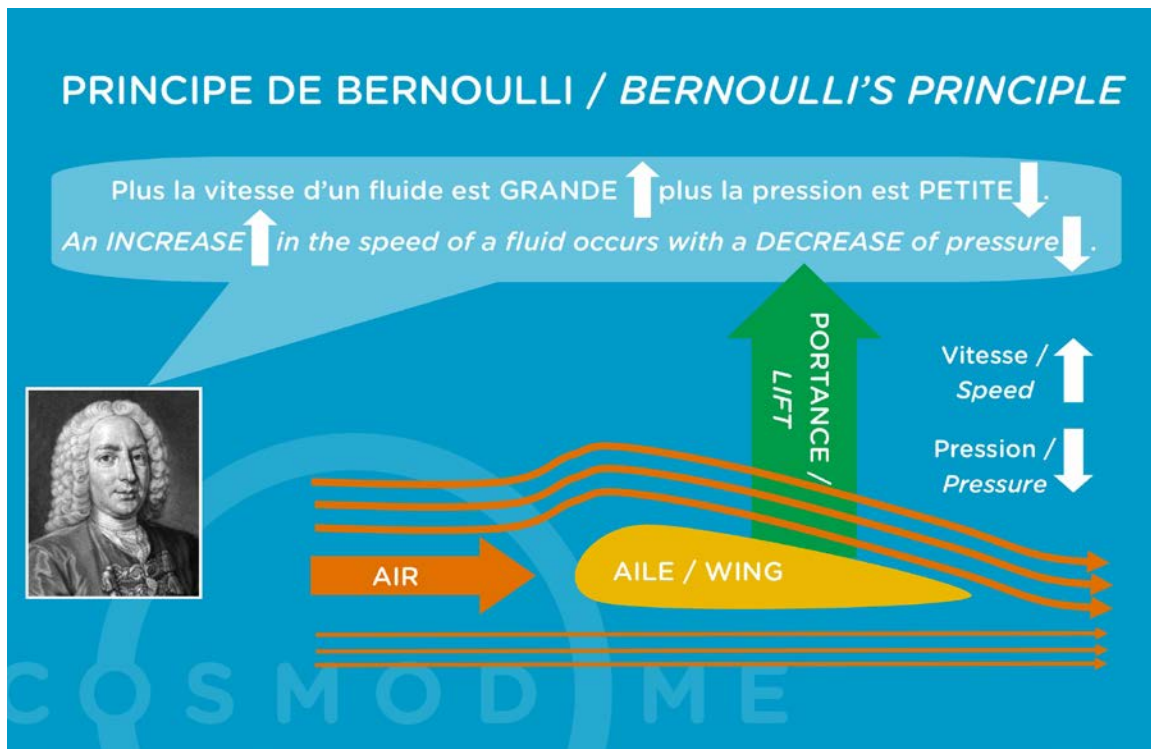 PRINCIPE DE BERNOULLI / BERNOULLI'S PRINCIPLE
Plus la vitesse d'un fluide est GRANDE plus la pression est PETITE.
An INCREASE in the speed of a fluid occurs with a DECREASE of pressure.
PORTANCE /
LIFT
Vitesse /
Speed
Pression /
Pressure
AIR
AILE / WING
COSMODÔME